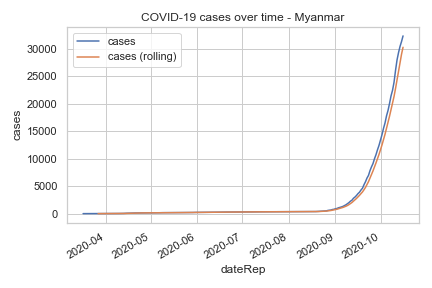 COVID-19 cases over time - Myanmar
cases
cases (rolling)
30000
25000
20000
15000
10000
5000
0
cases
2020-04
2020-05
2020-06
2020-07
2020-08
2020-09
2020-10
dateRep